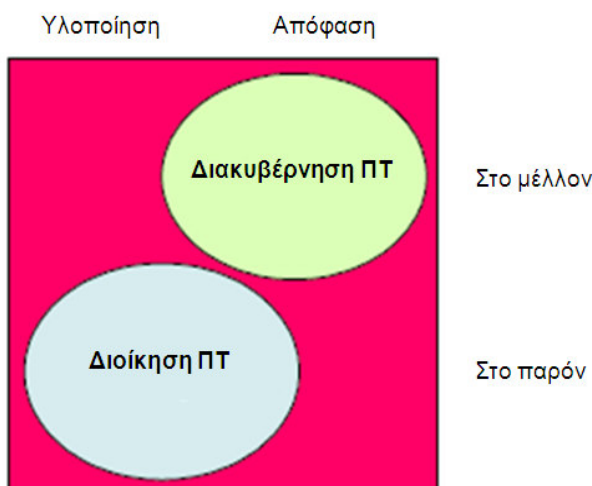 Υλοποίηση Απόφαση
Διακυβέρνηση ΠΤ
Στο μέλλον
Διοίκηση ΠΤ
Στο παρόν